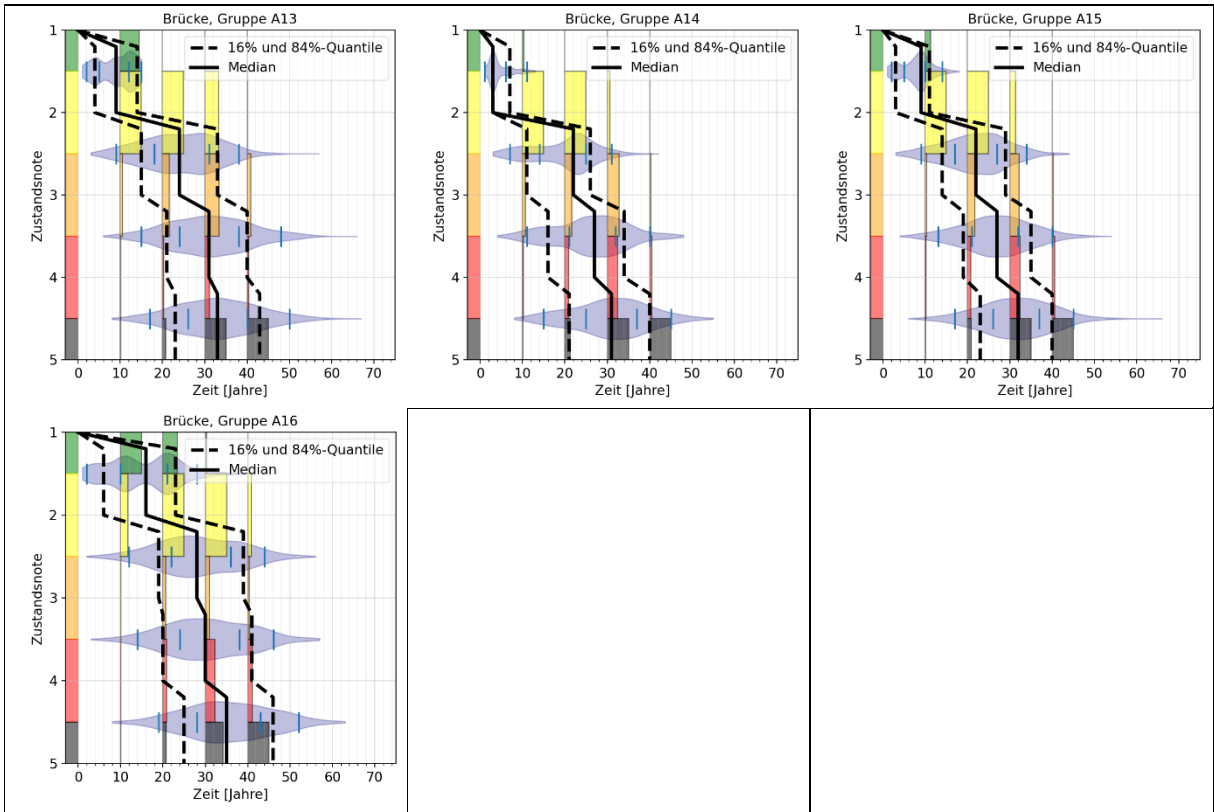 Brücke, Gruppe A13
16% und 84%-Quantile
Median
Zustandsnote
1
2
3
4
5
0 10 20 30 40 50 60 70
Zeit [Jahre]
Brücke, Gruppe A14
16% und 84%-Quantile
Median
Zustandsnote
1
2
3
4
5
0 10 20 30 40 50 60 70
Zeit [Jahre]
Brücke, Gruppe A15
16% und 84%-Quantile
Median
Zustandsnote
1
2
3
4
5
0 10 20 30 40 50 60 70
Zeit [Jahre]
Brücke, Gruppe A16
16% und 84%-Quantile
Median
Zustandsnote
1
2
3
4
5
0 10 20 30 40 50 60 70
Zeit [Jahre]